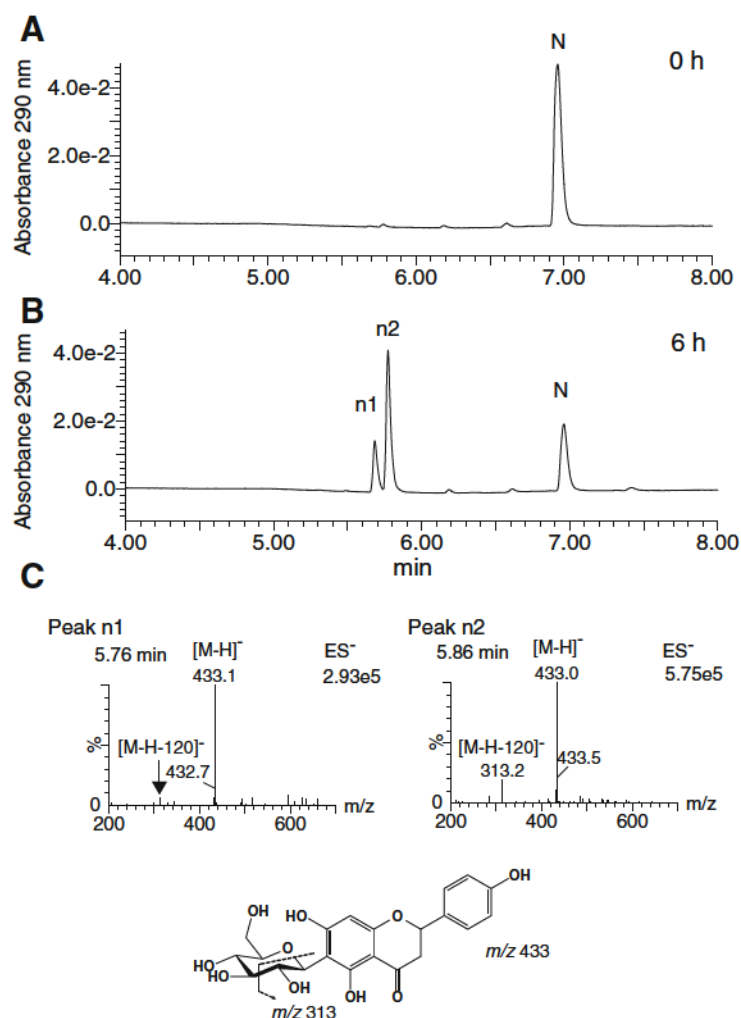 A
N
0 h
Absorbance 290 nm
4.0e-2
2.0e-2
0.0
4.00 5.00 6.00 7.00 8.00
B
n2
6 h
n1
N
Absorbance 290 nm
4.0e-2
2.0e-2
0.0
4.00 5.00 6.00 7.00 8.00
min
C
Peak n1
5.76 min
[M-H]⁻
433.1
ES⁻
2.93e5
%
[M-H-120]⁻
432.7
0
200 400 600
m/z
Peak n2
5.86 min
[M-H]⁻
433.0
ES⁻
5.75e5
%
[M-H-120]⁻
313.2
433.5
0
200 400 600
m/z
OH
OH
HO
O
O
HO
HO
OH
OH
O
m/z 433
m/z 313